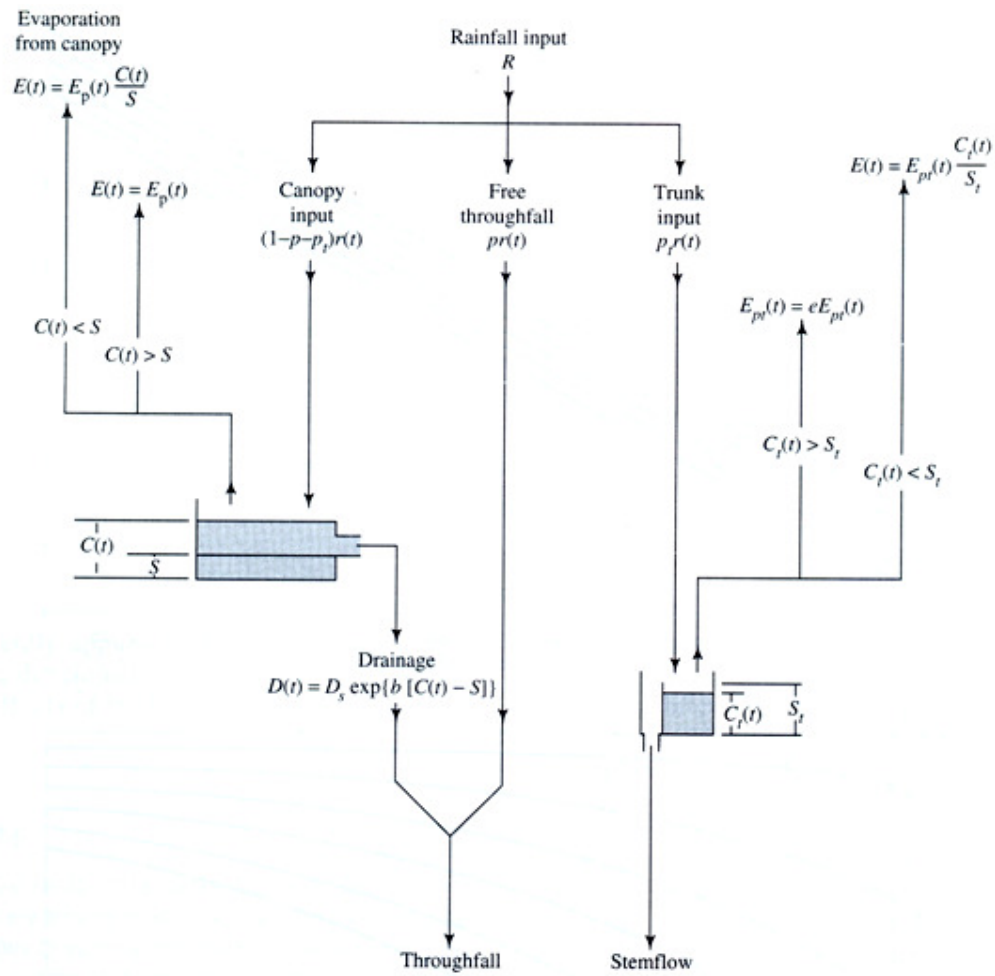 Evaporation
from canopy
E(t) = E_p(t) C(t)/S
Rainfall input
R
E(t) = E_p(t)
Canopy
input
(1–p–p_t)r(t)
Free
throughfall
pr(t)
Trunk
input
p_t r(t)
E(t) = E_pt(t) C_t(t)/S_t
E_pt(t) = eE_pt(t)
C(t) < S
C(t) > S
C_t(t) > S_t
C_t(t) < S_t
C(t)
S
Drainage
D(t) = D_s exp{b [C(t) – S]}
C_t(t)
S_t
Throughfall
Stemflow